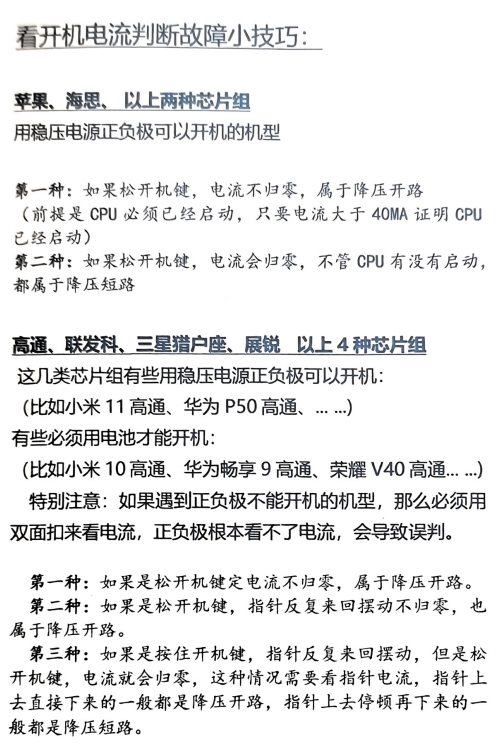 看开机电流判断故障小技巧：
苹果、海思、 以上两种芯片组
用稳压电源正负极可以开机的机型
第一种：如果松开机键，电流不归零，属于降压开路
（前提是 CPU 必须已经启动，只要电流大于 40MA 证明 CPU
已经启动）
第二种：如果松开机键，电流会归零，不管 CPU 有没有启动，
都属于降压短路
高通、联发科、三星猎户座、展锐 以上 4 种芯片组
这几类芯片组有些用稳压电源正负极可以开机：
（比如小米 11 高通、华为 P50 高通、... ...）
有些必须用电池才能开机：
（比如小米 10 高通、华为畅享 9 高通、荣耀 V40 高通... ...）
特别注意：如果遇到正负极不能开机的机型，那么必须用
双面扣来看电流，正负极根本看不了电流，会导致误判。
第一种：如果是松开机键定电流不归零，属于降压开路。
第二种：如果是松开机键，指针反复来回摆动不归零，也
属于降压开路。
第三种：如果是按住开机键，指针反复来回摆动，但是松
开机键，电流就会归零，这种情况需要看指针电流，指针上
去直接下来的一般都是降压开路，指针上去停顿再下来的一
般都是降压短路。